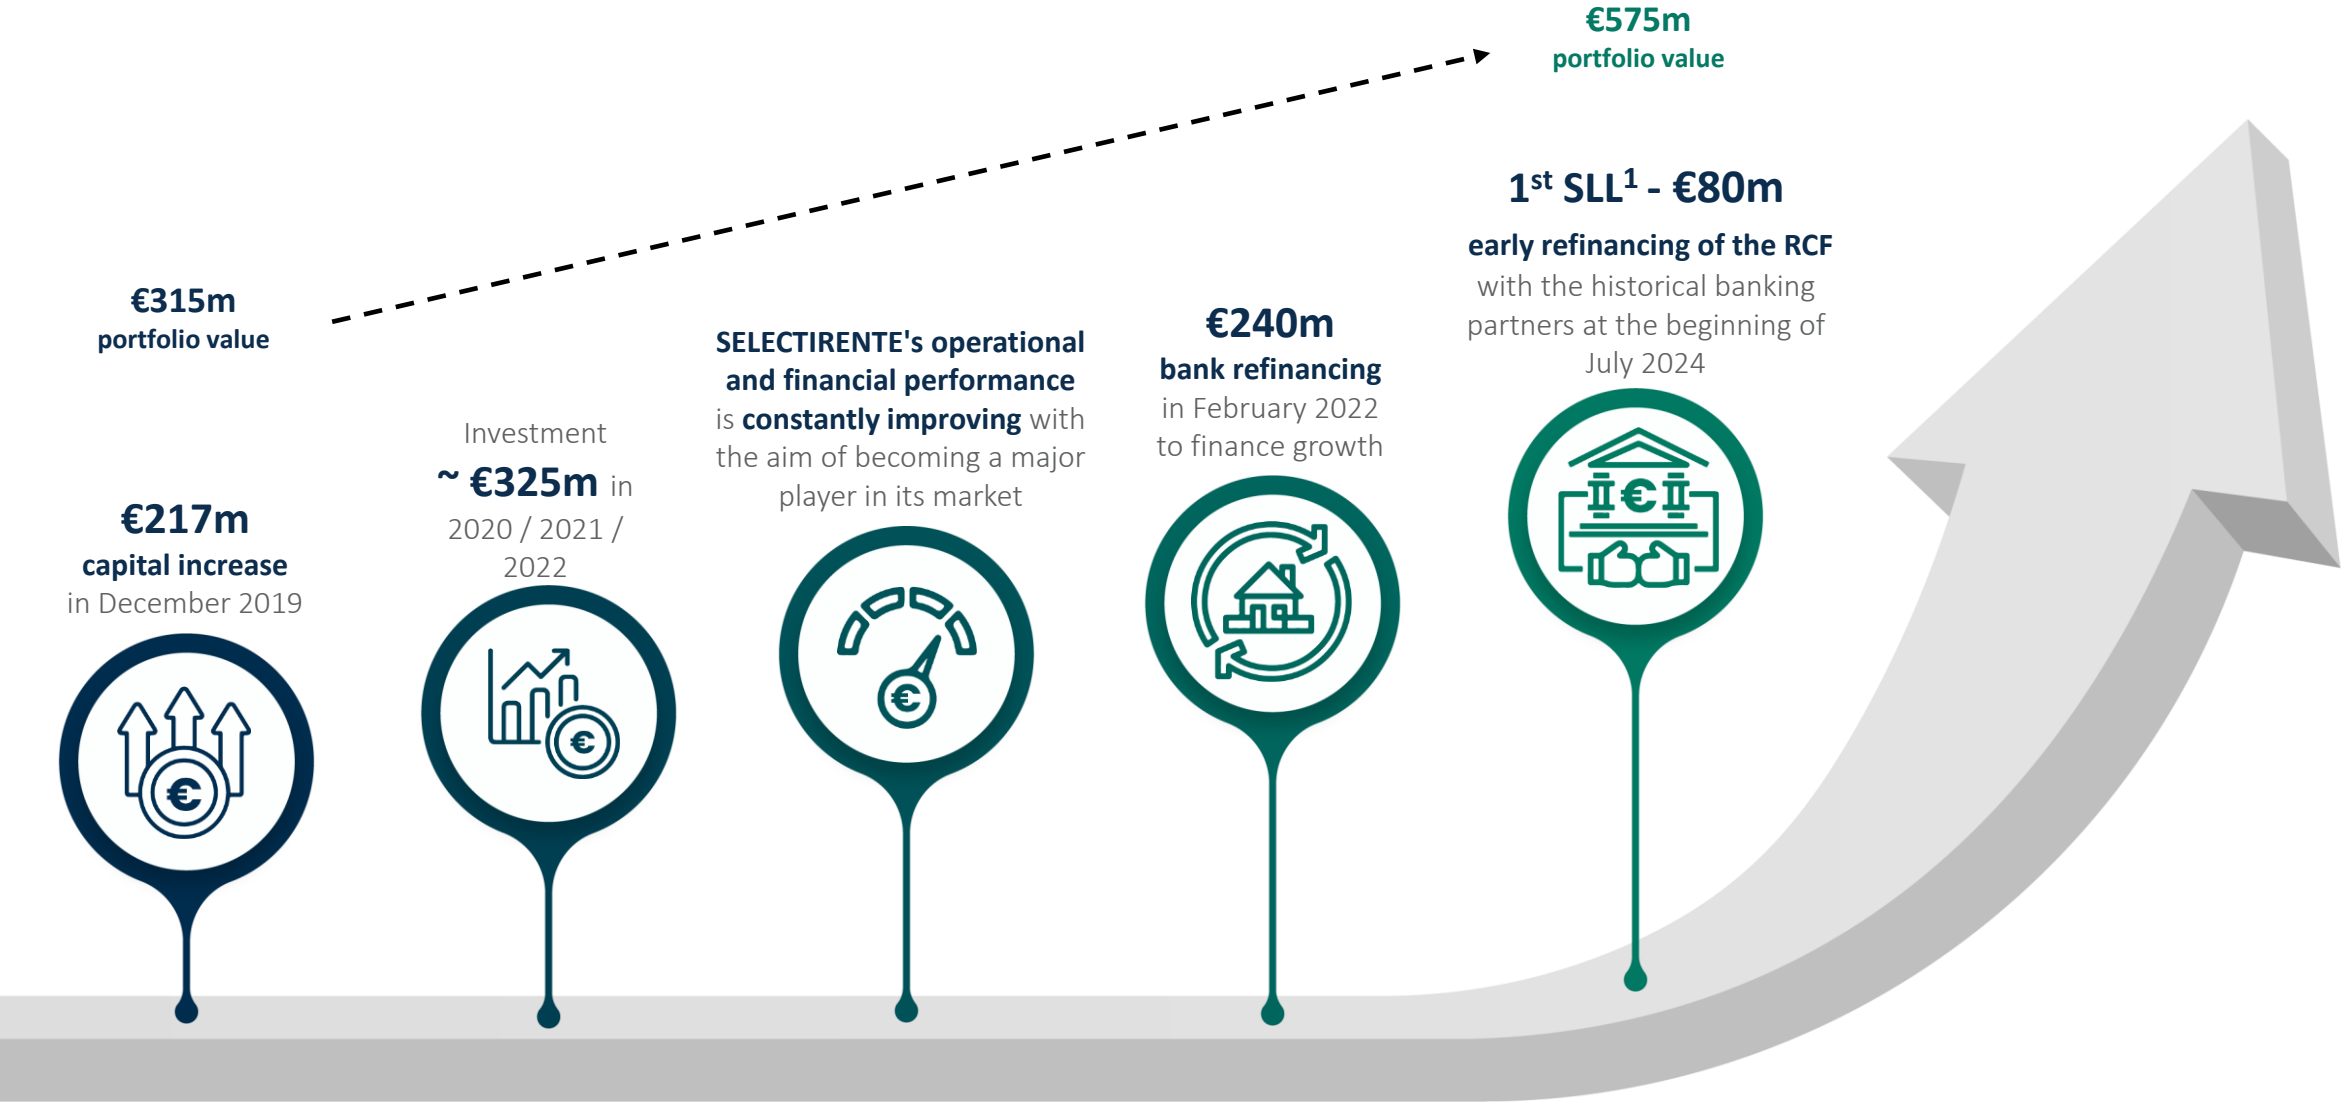 €575m
portfolio value
€315m
portfolio value
€217m
capital increase
in December 2019
Investment
~ €325m in
2020 / 2021 /
2022
SELECTIRENTE's operational
and financial performance
is constantly improving with
the aim of becoming a major
player in its market
€240m
bank refinancing
in February 2022
to finance growth
1st SLL1 - €80m
early refinancing of the RCF
with the historical banking
partners at the beginning of
July 2024
€
€
€
€